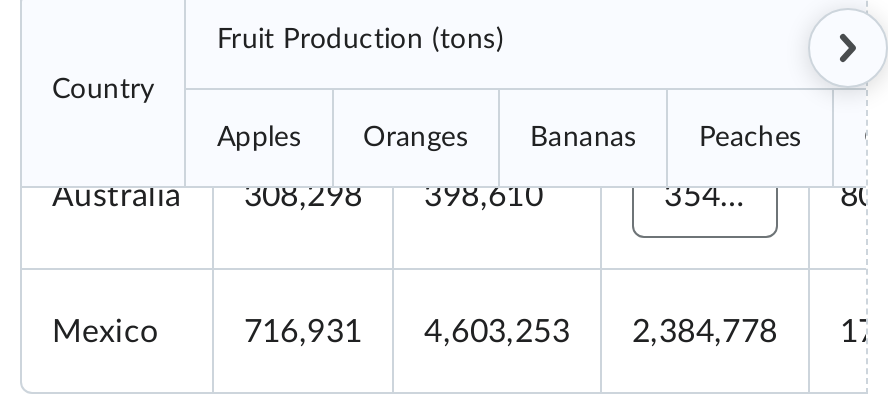 Fruit Production (tons)
Country
Apples Oranges Bananas Peaches
Australia 308,298 398,610 354...
Mexico 716,931 4,603,253 2,384,778